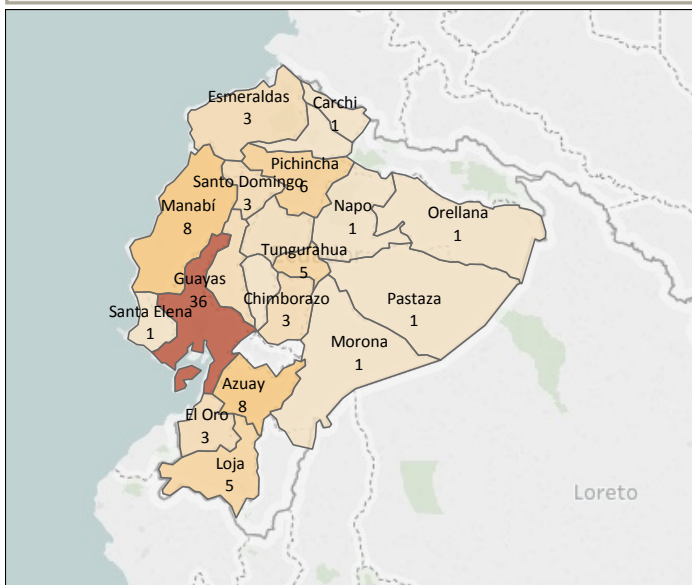 Esmeraldas
3
Carchi
1
Pichincha
6
Santo Domingo
3
Manabí
8
Napo
1
Orellana
1
Tungurahua
5
Guayas
36
Chimborazo
3
Pastaza
1
Santa Elena
1
Morona
1
Azuay
8
El Oro
3
Loja
5
Loreto